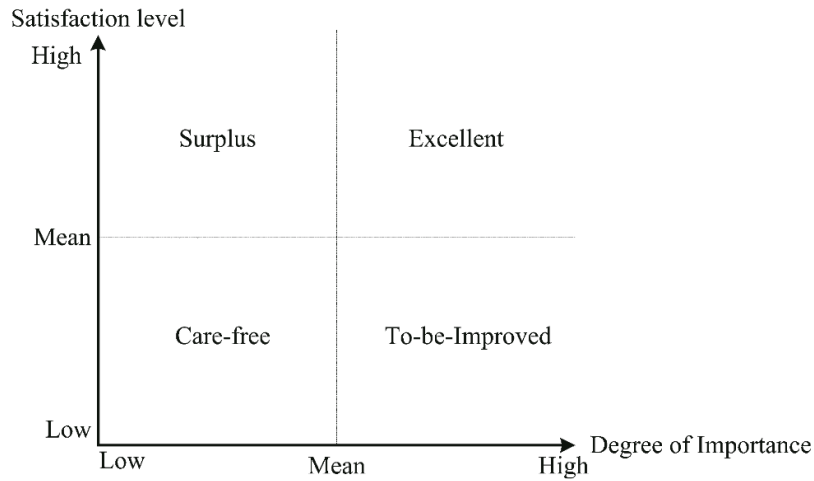 Satisfaction level
High
Surplus
Excellent
Mean
Care-free
To-be-Improved
Low
Degree of Importance
Low
Mean
High